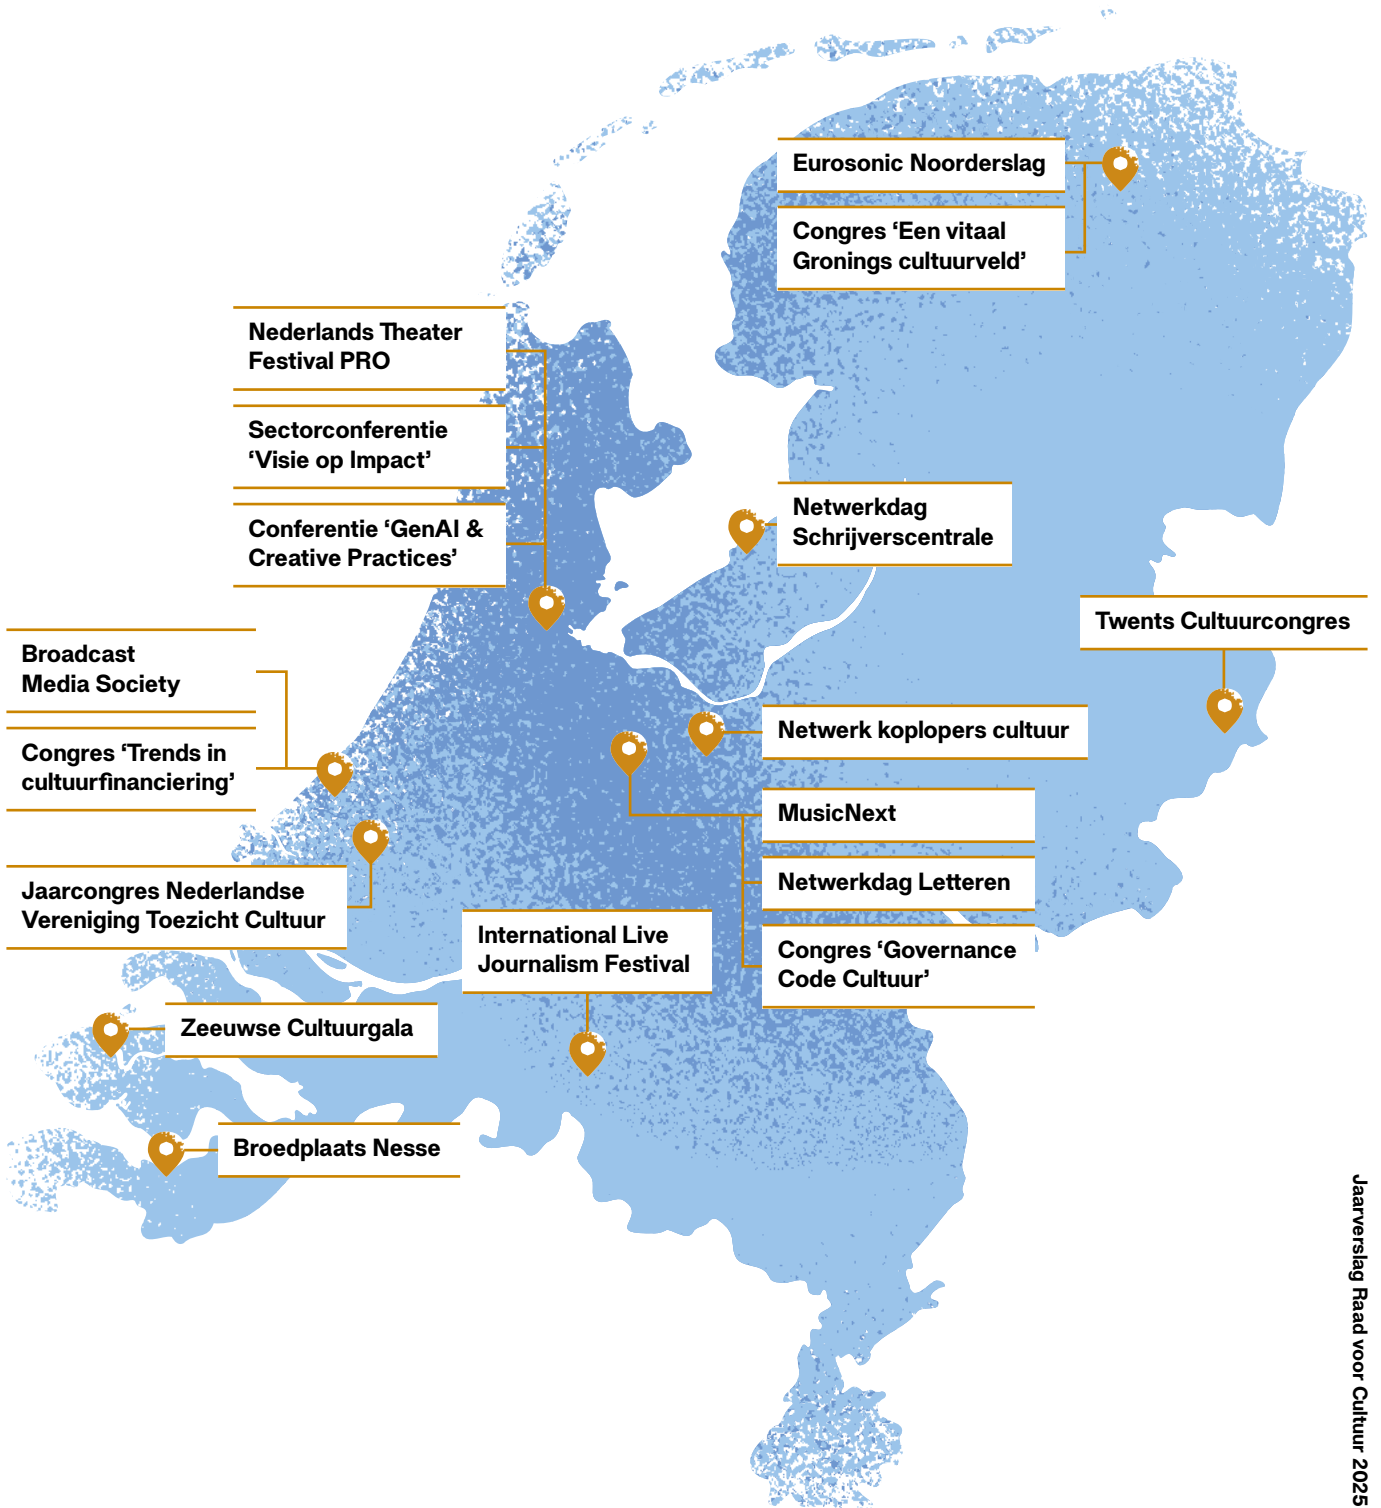 Eurosonic Noorderslag
Congres ‘Een vitaal
Gronings cultuurveld’
Nederlands Theater
Festival PRO
Sectorconferentie
‘Visie op Impact’
Conferentie ‘GenAI &
Creative Practices’
Netwerkdag
Schrijverscentrale
Twents Cultuurcongres
Broadcast
Media Society
Congres ‘Trends in
cultuurfinanciering’
Netwerk koplopers cultuur
MusicNext
Netwerkdag Letteren
Congres ‘Governance
Code Cultuur’
Jaarcongres Nederlandse
Vereniging Toezicht Cultuur
International Live
Journalism Festival
Zeeuwse Cultuurgala
Broedplaats Nesse
Jaarverslag Raad voor Cultuur 2025